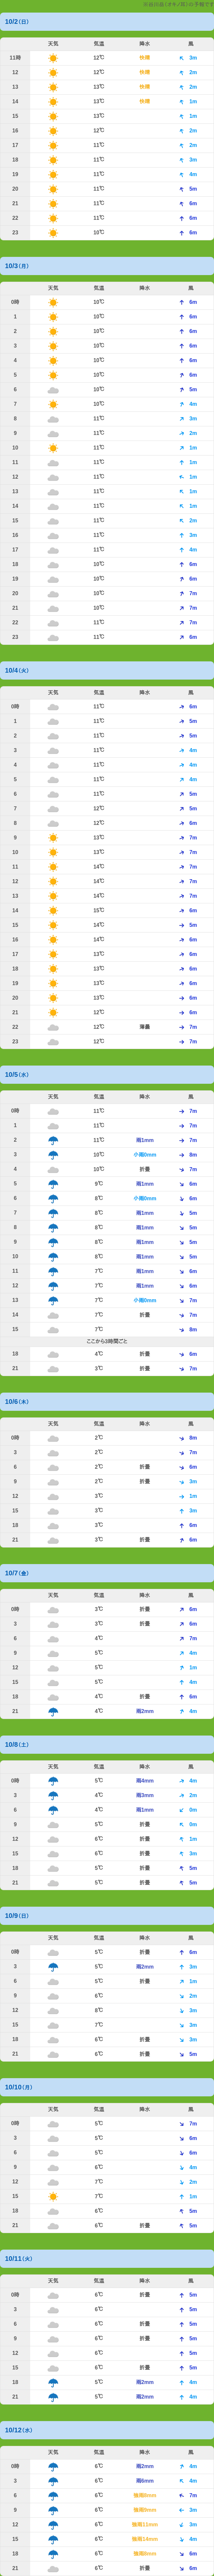 10/2(日)
天気 気温 降水 風
11時 12℃ 快晴 3m
12 12℃ 快晴 2m
13 13℃ 快晴 2m
14 13℃ 快晴 1m
15 13℃ 1m
16 12℃ 2m
17 11℃ 2m
18 11℃ 3m
19 11℃ 4m
20 11℃ 5m
21 11℃ 6m
22 11℃ 6m
23 10℃ 6m
10/3(月)
天気 気温 降水 風
0時 10℃ 6m
1 10℃ 6m
2 10℃ 6m
3 10℃ 6m
4 10℃ 6m
5 10℃ 6m
6 10℃ 5m
7 10℃ 4m
8 11℃ 3m
9 11℃ 2m
10 11℃ 1m
11 11℃ 1m
12 11℃ 1m
13 11℃ 1m
14 11℃ 1m
15 11℃ 2m
16 11℃ 3m
17 11℃ 4m
18 10℃ 6m
19 10℃ 6m
20 10℃ 7m
21 10℃ 7m
22 11℃ 7m
23 11℃ 6m
10/4(火)
天気 気温 降水 風
0時 11℃ 6m
1 11℃ 5m
2 11℃ 5m
3 11℃ 4m
4 11℃ 4m
5 11℃ 4m
6 11℃ 5m
7 12℃ 5m
8 12℃ 6m
9 13℃ 7m
10 13℃ 7m
11 14℃ 7m
12 14℃ 7m
13 14℃ 7m
14 15℃ 6m
15 14℃ 5m
16 14℃ 6m
17 13℃ 6m
18 13℃ 6m
19 13℃ 6m
20 13℃ 6m
21 12℃ 6m
22 12℃ 薄曇 7m
23 12℃ 7m
10/5(水)
天気 気温 降水 風
0時 11℃ 7m
1 11℃ 7m
2 11℃ 雨1mm 7m
3 10℃ 小雨0mm 8m
4 10℃ 折曇 7m
5 9℃ 雨1mm 6m
6 8℃ 小雨0mm 6m
7 8℃ 雨1mm 5m
8 8℃ 雨1mm 5m
9 8℃ 雨1mm 5m
10 8℃ 雨1mm 5m
11 7℃ 雨1mm 6m
12 7℃ 雨1mm 6m
13 7℃ 小雨0mm 7m
14 7℃ 折曇 7m
15 7℃ 8m
ここから3時間ごと
18 4℃ 折曇 6m
21 3℃ 折曇 7m
10/6(木)
天気 気温 降水 風
0時 2℃ 8m
3 2℃ 7m
6 2℃ 折曇 6m
9 2℃ 折曇 3m
12 3℃ 1m
15 3℃ 3m
18 3℃ 6m
21 3℃ 折曇 6m
10/7(金)
天気 気温 降水 風
0時 3℃ 折曇 6m
3 3℃ 折曇 6m
6 4℃ 7m
9 5℃ 4m
12 5℃ 1m
15 5℃ 4m
18 4℃ 折曇 6m
21 4℃ 雨2mm 4m
10/8(土)
天気 気温 降水 風
0時 5℃ 雨4mm 4m
3 4℃ 雨3mm 2m
6 4℃ 雨1mm 0m
9 5℃ 折曇 0m
12 6℃ 折曇 1m
15 6℃ 折曇 3m
18 5℃ 折曇 5m
21 5℃ 折曇 5m
10/9(日)
天気 気温 降水 風
0時 5℃ 折曇 6m
3 5℃ 雨2mm 3m
6 5℃ 折曇 1m
9 6℃ 2m
12 8℃ 3m
15 7℃ 3m
18 6℃ 折曇 3m
21 6℃ 折曇 5m
10/10(月)
天気 気温 降水 風
0時 5℃ 7m
3 5℃ 6m
6 5℃ 6m
9 6℃ 4m
12 7℃ 2m
15 7℃ 1m
18 6℃ 5m
21 6℃ 折曇 5m
10/11(火)
天気 気温 降水 風
0時 6℃ 折曇 5m
3 6℃ 5m
6 6℃ 折曇 5m
9 6℃ 折曇 5m
12 6℃ 5m
15 6℃ 折曇 5m
18 5℃ 雨2mm 4m
21 5℃ 雨2mm 4m
10/12(水)
天気 気温 降水 風
0時 6℃ 雨2mm 4m
3 6℃ 雨6mm 4m
6 6℃ 強雨8mm 7m
9 6℃ 強雨9mm 3m
12 6℃ 強雨11mm 3m
15 6℃ 強雨14mm 4m
18 6℃ 強雨8mm 6m
21 6℃ 折曇 6m